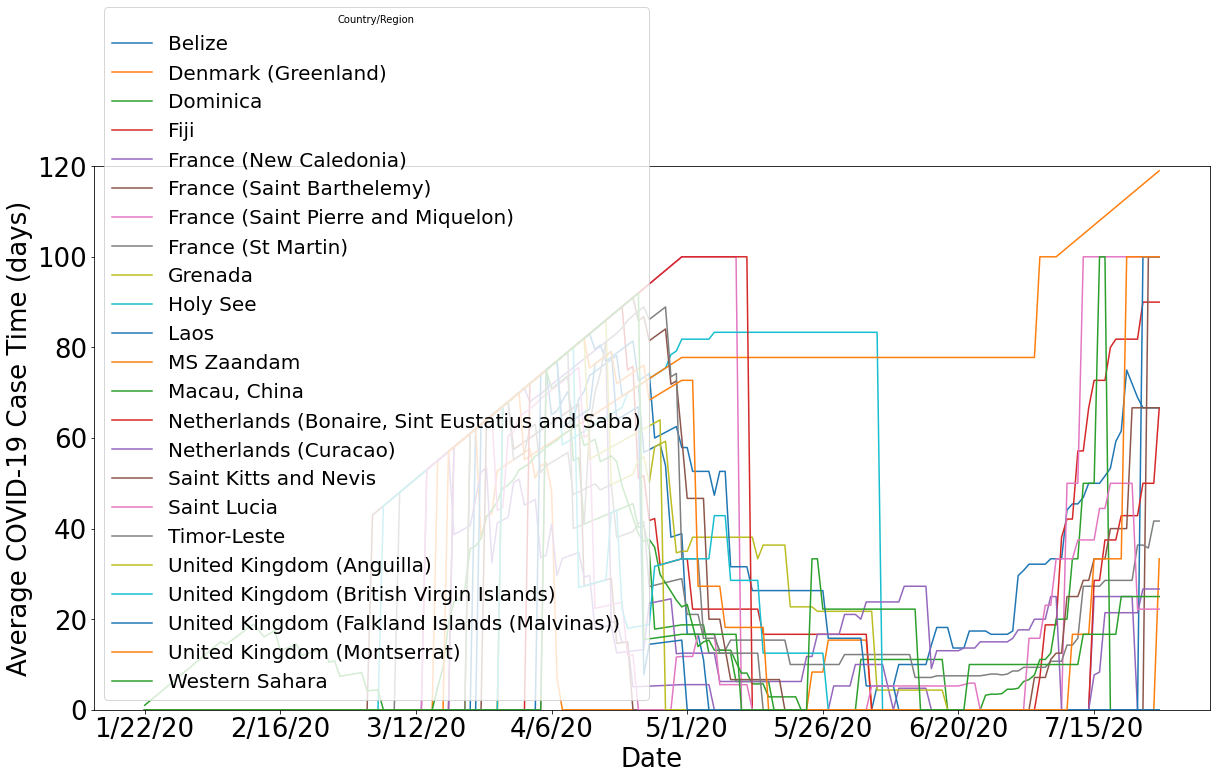 Country/Region
Belize
Denmark (Greenland)
Dominica
Fiji
France (New Caledonia)
France (Saint Barthelemy)
France (Saint Pierre and Miquelon)
France (St Martin)
Grenada
Holy See
Laos
MS Zaandam
Macau, China
Netherlands (Bonaire, Sint Eustatius and Saba)
Netherlands (Curacao)
Saint Kitts and Nevis
Saint Lucia
Timor-Leste
United Kingdom (Anguilla)
United Kingdom (British Virgin Islands)
United Kingdom (Falkland Islands (Malvinas))
United Kingdom (Montserrat)
Western Sahara
Average COVID-19 Case Time (days)
120
100
80
60
40
20
0
1/22/20 2/16/20 3/12/20 4/6/20 5/1/20 5/26/20 6/20/20 7/15/20
Date